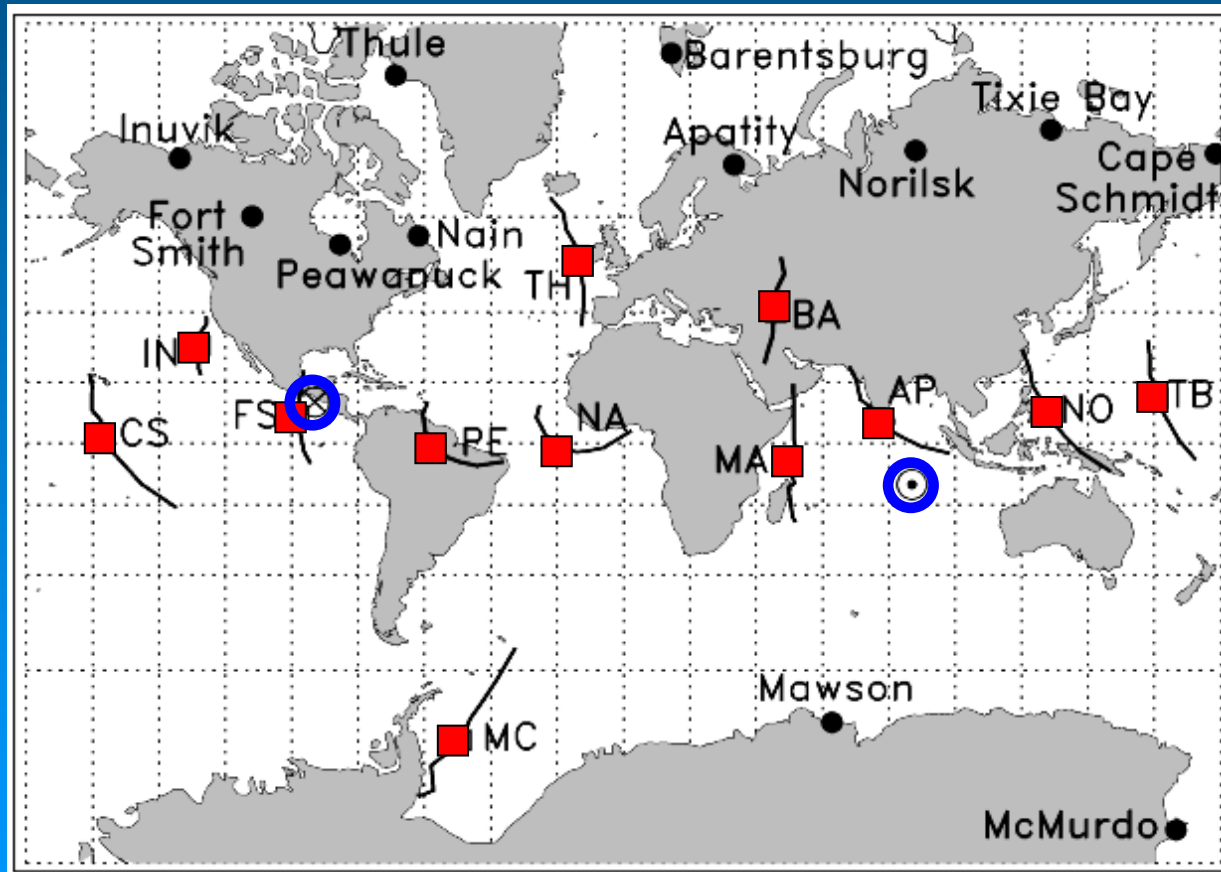 Thule
Barentsburg
Tixie Bay
Inuvik
Apatity
Cape
Schmidt
Norilsk
Fort
Smith
Nain
Peawanuck
TH
BA
IN
AP
TB
FS
NA
NO
CS
PE
MA
Mawson
MC
McMurdo